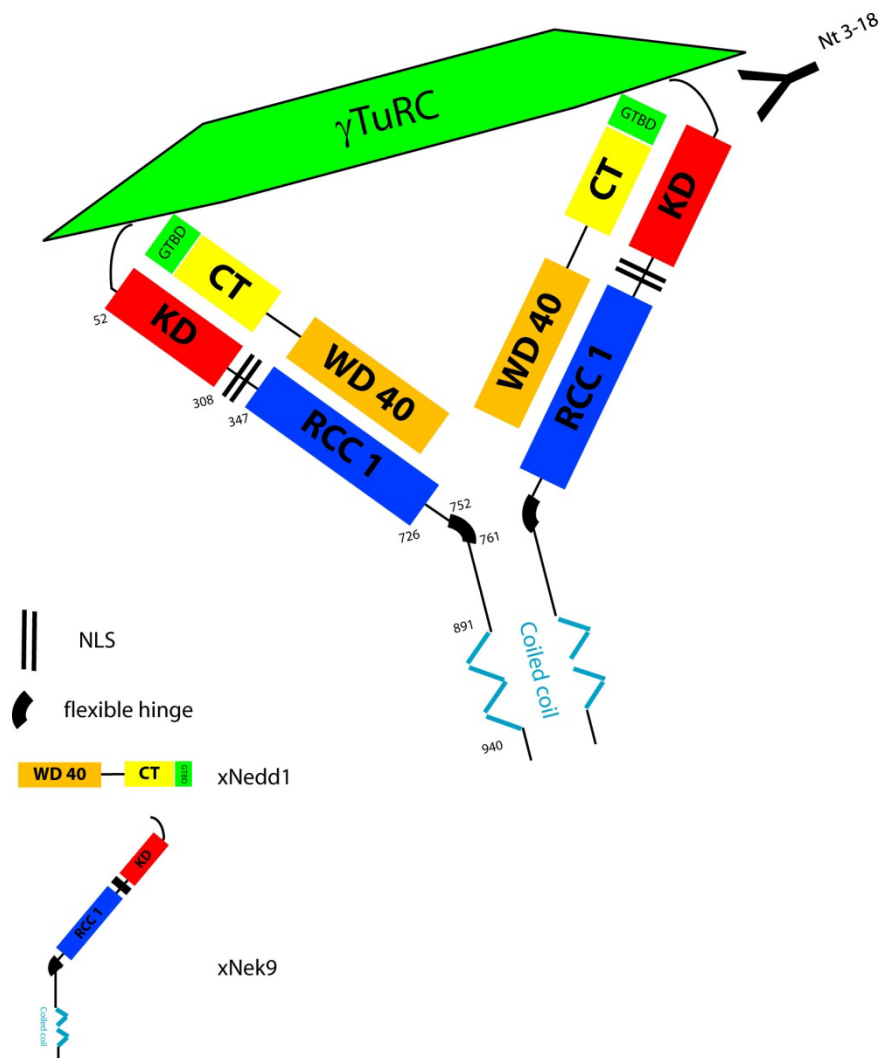 Nt 3-18
γTuRC
GTBD
CT
KD
WD 40
RCC 1
GTBD
CT
KD
WD 40
RCC 1
52
308
347
726
752
761
891
940
Coiled coil
NLS
flexible hinge
WD 40
CT
GTBD
xNedd1
KD
RCC 1
Coiled coil
xNek9